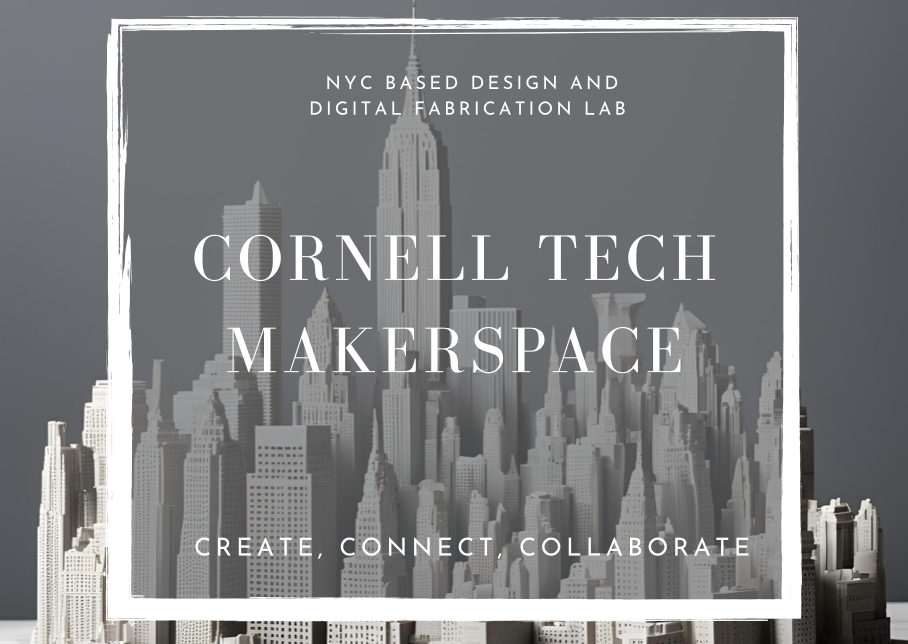 NYC BASED DESIGN AND
DIGITAL FABRICATION LAB
CORNELL TECH
MAKERSPACE
CREATE, CONNECT, COLLABORATE